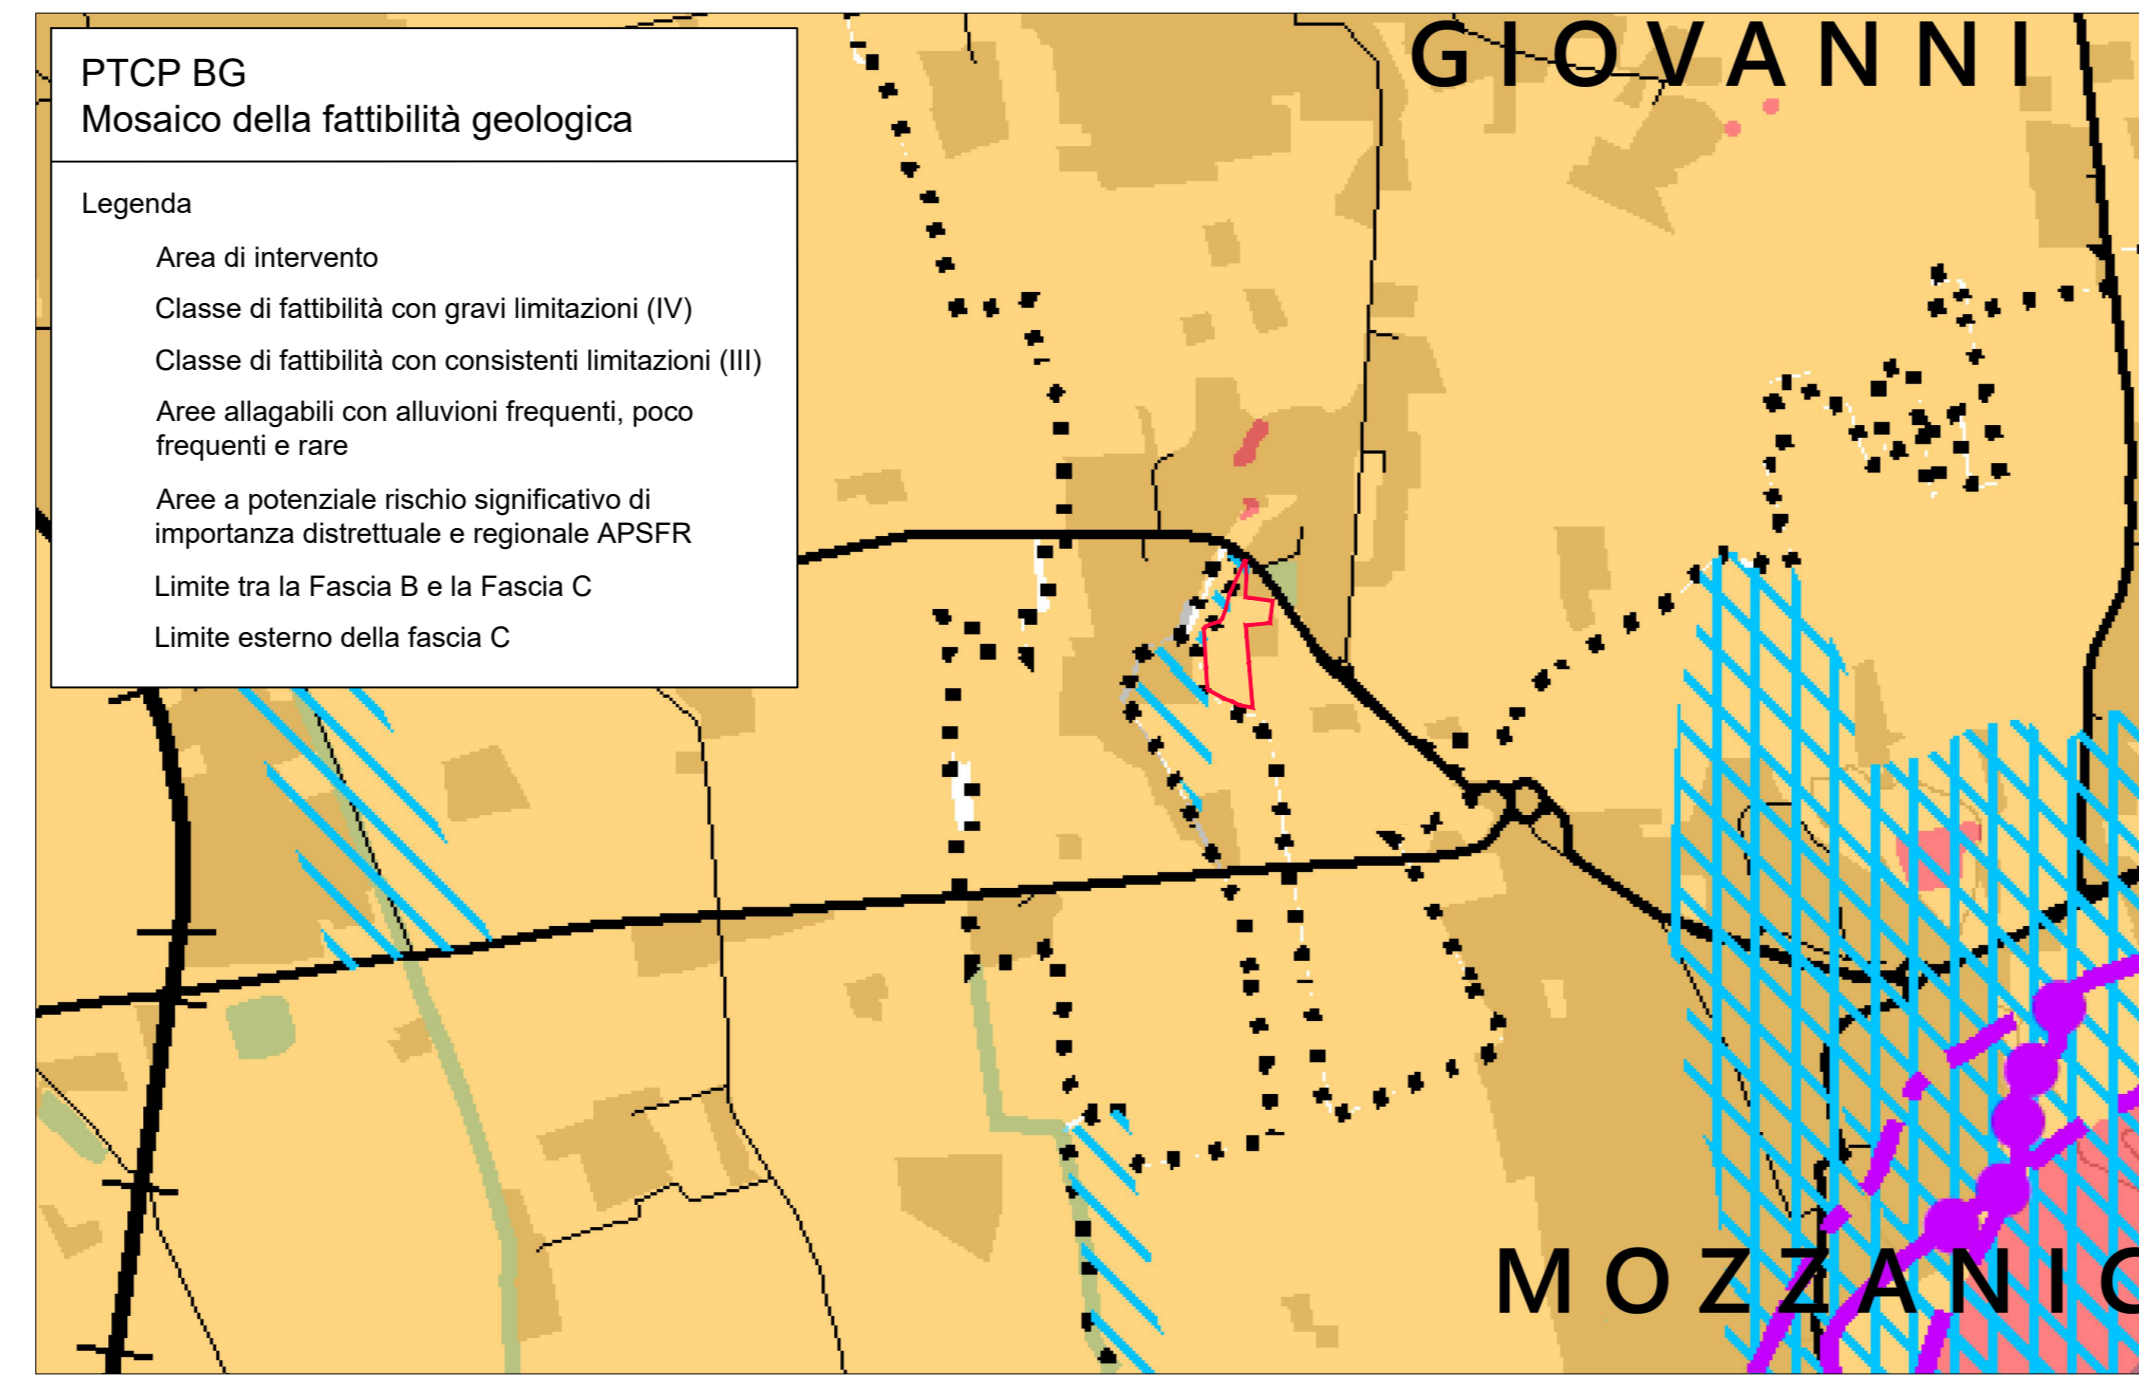 PTCP BG
Mosaico della fattibilità geologica
Legenda
Area di intervento
Classe di fattibilità con gravi limitazioni (IV)
Classe di fattibilità con consistenti limitazioni (III)
Aree allagabili con alluvioni frequenti, poco
frequenti e rare
Aree a potenziale rischio significativo di
importanza distrettuale e regionale APSFR
Limite tra la Fascia B e la Fascia C
Limite esterno della fascia C
GIOVANNI
MOZZANIC